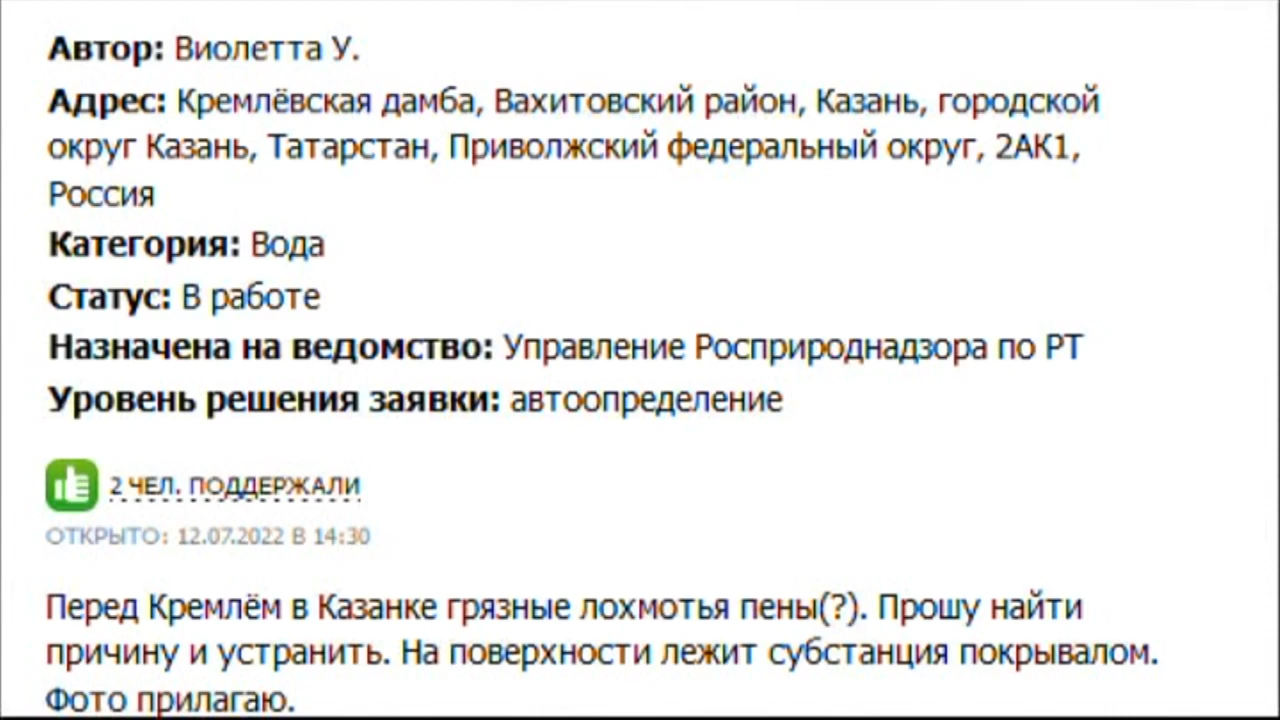 Автор: Виолетта У.
Адрес: Кремлёвская дамба, Вахитовский район, Казань, городской
округ Казань, Татарстан, Приволжский федеральный округ, 2АК1,
Россия
Категория: Вода
Статус: В работе
Назначена на ведомство: Управление Росприроднадзора по РТ
Уровень решения заявки: автоопределение
2 ЧЕЛ. ПОДДЕРЖАЛИ
ОТКРЫТО: 12.07.2022 В 14:30
Перед Кремлём в Казанке грязные лохмотья пены(?). Прошу найти
причину и устранить. На поверхности лежит субстанция покрывалом.
Фото прилагаю.